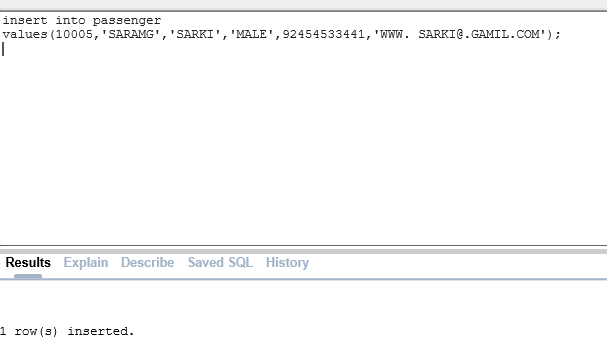 insert into passenger
values(10005,'SARAMG','SARKI','MALE',92454533441,'WWW. SARKI@.GAMIL.COM');
Results Explain Describe Saved SQL History
1 row(s) inserted.